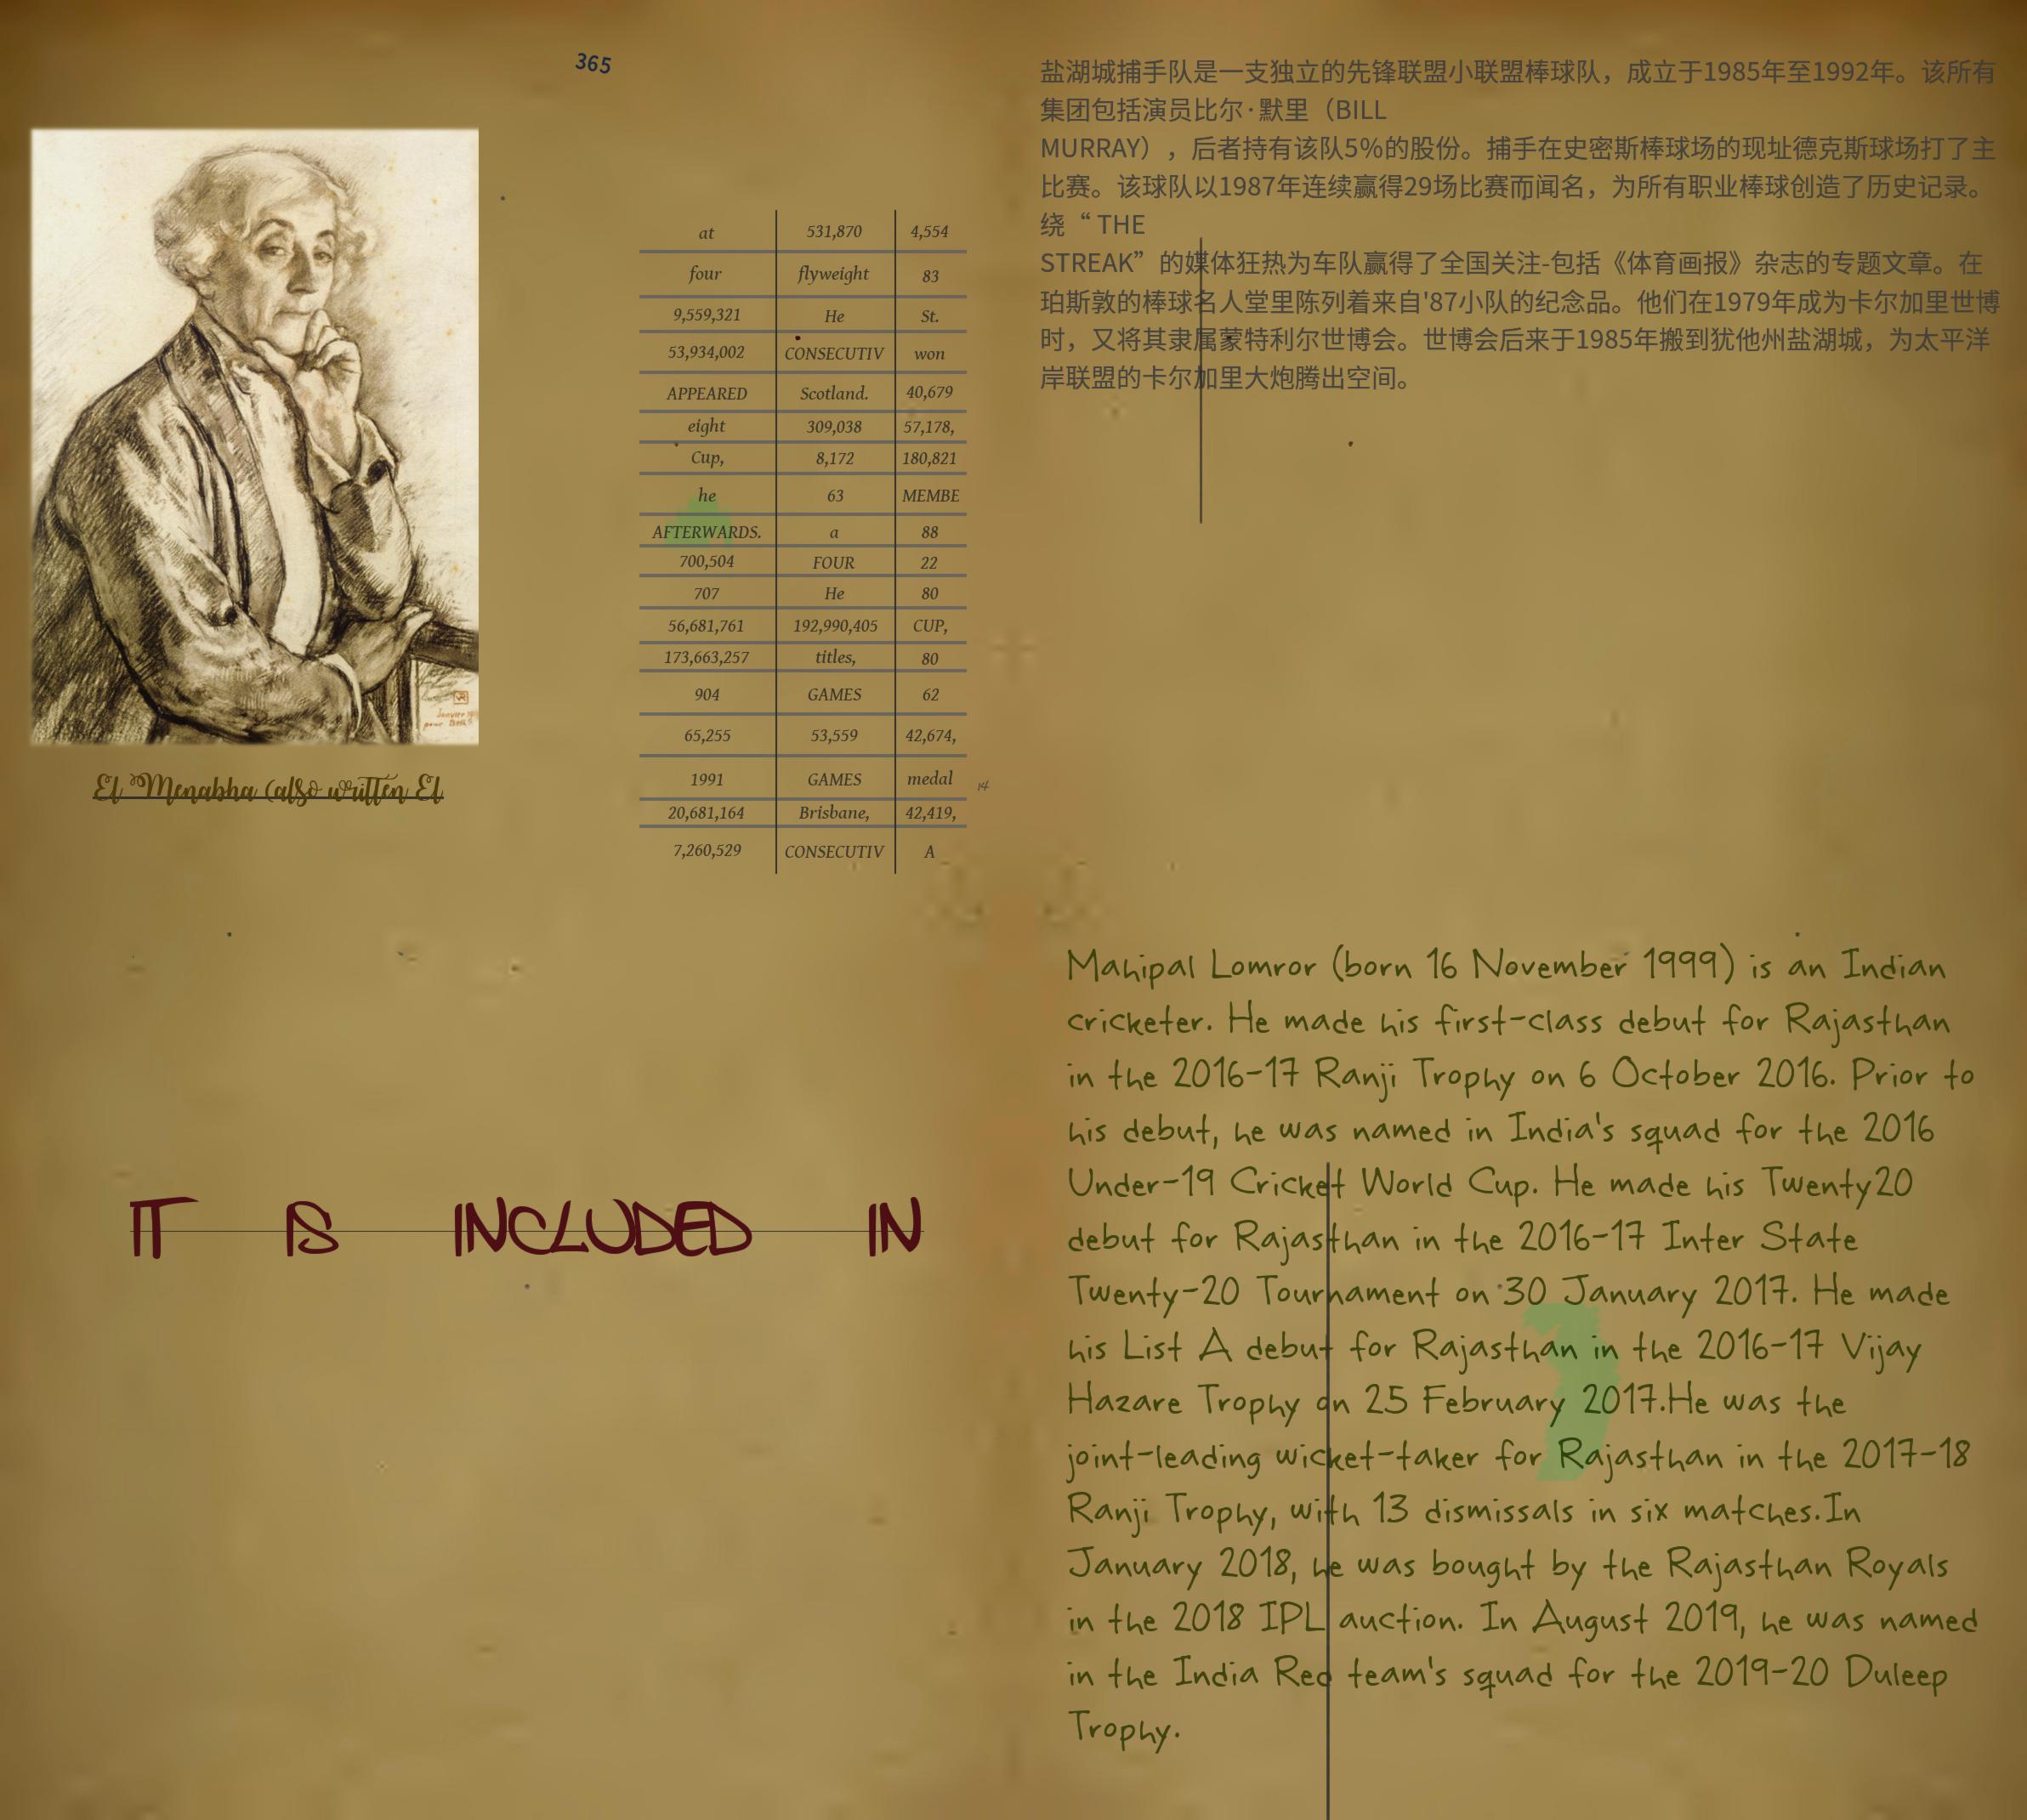 365
El Menabha (also written El
at 531,870 4,554
four flyweight 83
9,559,321 He St.
53,934,002 CONSECUTIV won
APPEARED Scotland. 40,679
eight 309,038 57,178,
Cup, 8,172 180,821
he 63 MEMBE
AFTERWARDS. a 88
700,504 FOUR 22
707 He 80
56,681,761 192,990,405 CUP,
173,663,257 titles, 80
904 GAMES 62
65,255 53,559 42,674,
1991 GAMES medal
20,681,164 Brisbane, 42,419,
7,260,529 CONSECUTIV A
14
IT IS INCLUDED IN
盐湖城捕手队是一支独立的先锋联盟小联盟棒球队，成立于1985年至1992年。该所有
集团包括演员比尔·默里（BILL
MURRAY），后者持有该队5％的股份。捕手在史密斯棒球场的现址德克斯球场打了主
比赛。该球队以1987年连续赢得29场比赛而闻名，为所有职业棒球创造了历史记录。
绕“ THE
STREAK”的媒体狂热为车队赢得了全国关注-包括《体育画报》杂志的专题文章。在
珀斯敦的棒球名人堂里陈列着来自'87小队的纪念品。他们在1979年成为卡尔加里世博
时，又将其隶属蒙特利尔世博会。世博会后来于1985年搬到犹他州盐湖城，为太平洋
岸联盟的卡尔加里大炮腾出空间。
Mahipal Lomror (born 16 November 1999) is an Indian
cricketer. He made his first-class debut for Rajasthan
in the 2016-17 Ranji Trophy on 6 October 2016. Prior to
his debut, he was named in India's squad for the 2016
Under-19 Cricket World Cup. He made his Twenty20
debut for Rajasthan in the 2016-17 Inter State
Twenty-20 Tournament on 30 January 2017. He made
his List A debut for Rajasthan in the 2016-17 Vijay
Hazare Trophy on 25 February 2017.He was the
joint-leading wicket-taker for Rajasthan in the 2017-18
Ranji Trophy, with 13 dismissals in six matches.In
January 2018, he was bought by the Rajasthan Royals
in the 2018 IPL auction. In August 2019, he was named
in the India Red team's squad for the 2019-20 Duleep
Trophy.